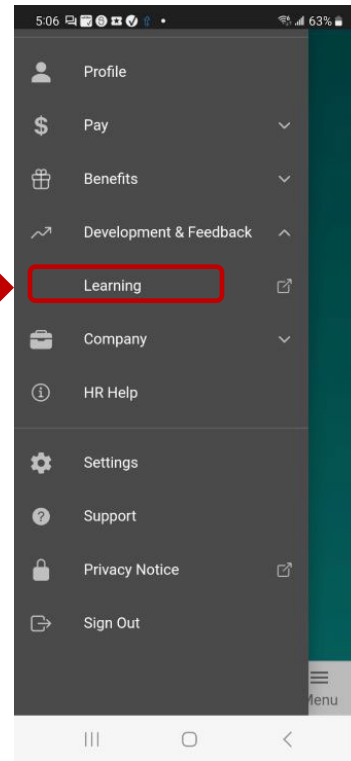 5:06 63%
Profile
Pay
Benefits
Development & Feedback
Learning
Company
HR Help
Settings
Support
Privacy Notice
Sign Out
Menu